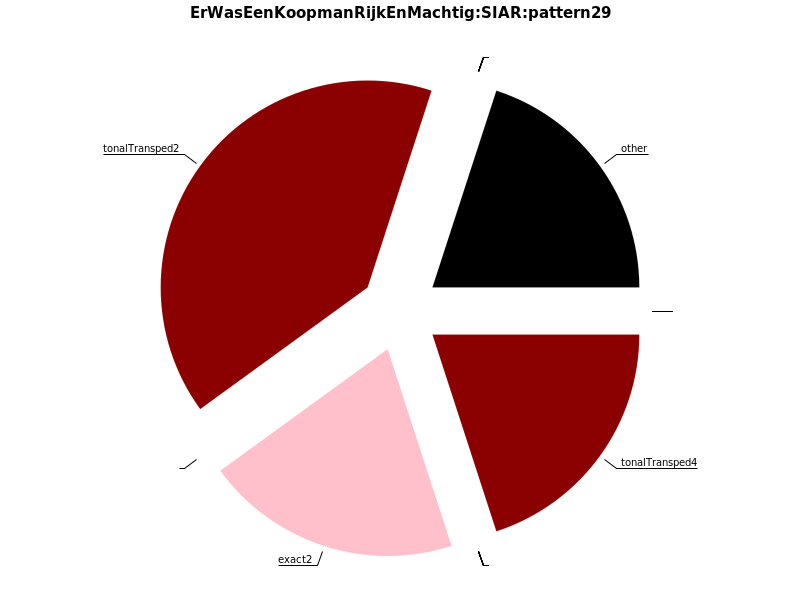 ErWasEenKoopmanRijkEnMachtig:SIAR:pattern29
tonalTransped2
other
tonalTransped4
exact2